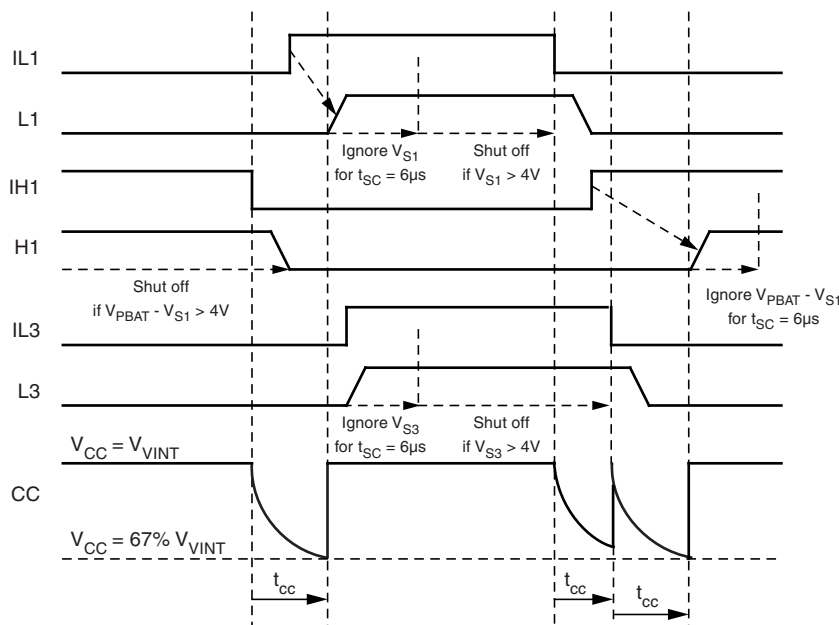 IL1
L1
Ignore V_S1
for t_SC = 6µs
Shut off
if V_S1 > 4V
IH1
H1
Shut off
if V_PBAT - V_S1 > 4V
Ignore V_PBAT - V_S1
for t_SC = 6µs
IL3
L3
Ignore V_S3
for t_SC = 6µs
Shut off
if V_S3 > 4V
V_CC = V_VINT
CC
V_CC = 67% V_VINT
t_cc
t_cc
t_cc